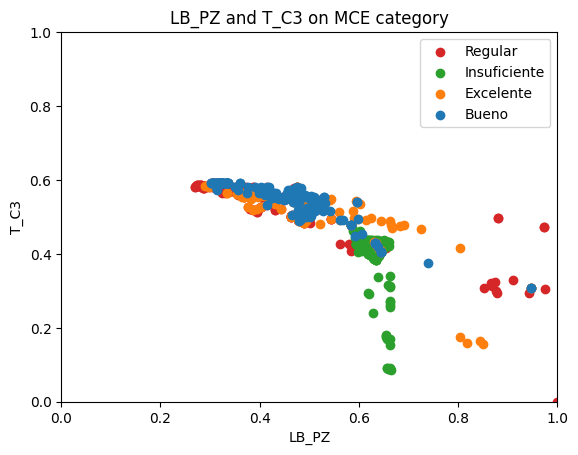 LB_PZ and T_C3 on MCE category
Regular
Insuficiente
Excelente
Bueno
1.0
0.8
0.6
0.4
0.2
0.0
T_C3
0.0 0.2 0.4 0.6 0.8 1.0
LB_PZ